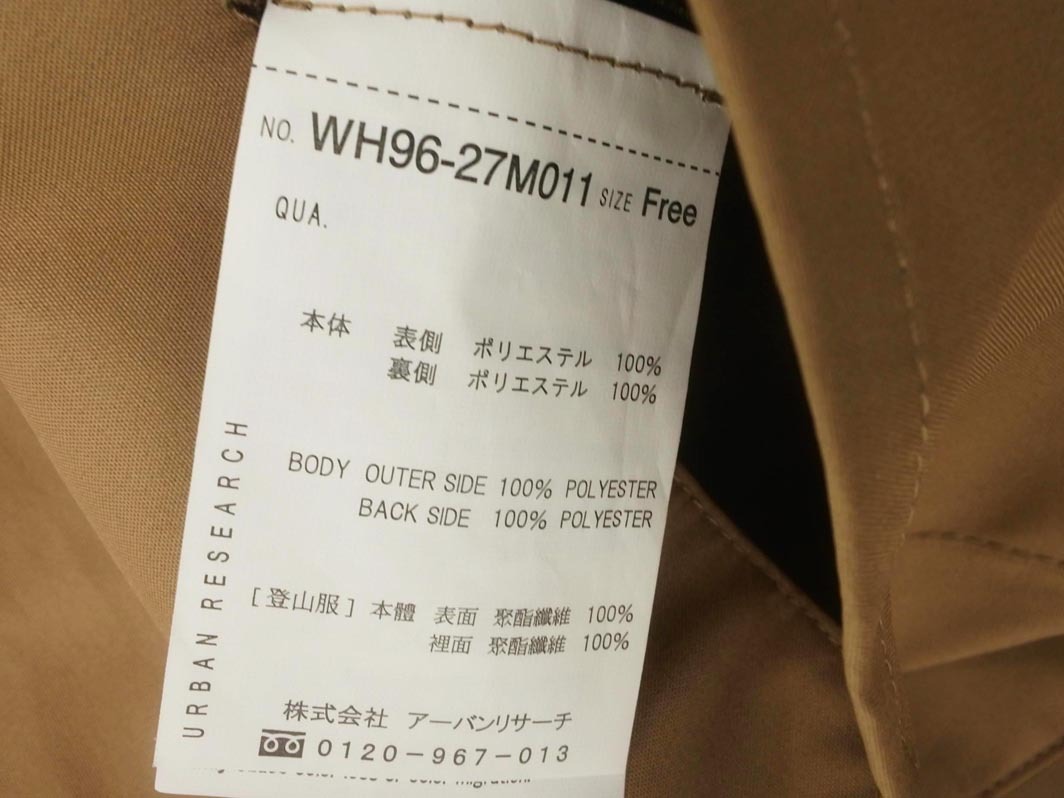 NO. WH96-27M011 SIZE Free
QUA.
本体 表側 ポリエステル 100%
裏側 ポリエステル 100%
BODY OUTER SIDE 100% POLYESTER
BACK SIDE 100% POLYESTER
[登山服] 本體 表面 聚酯纖維 100%
裡面 聚酯纖維 100%
株式会社 アーバンリサーチ
0120-967-013
URBAN RESEARCH
color migration.